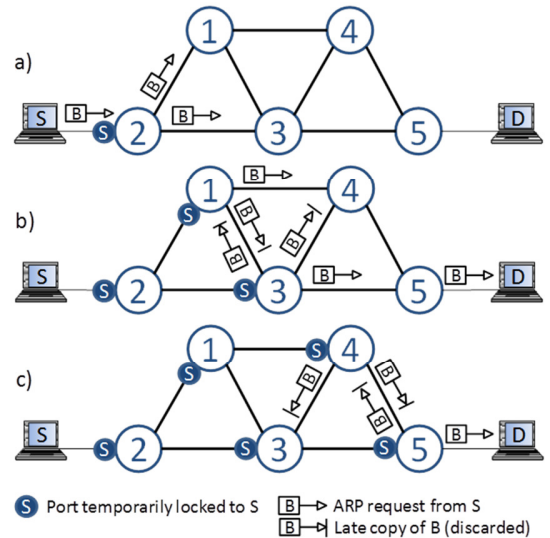 a)
1 4
B
S B B D
S 2 3 5
b)
B
1 4
S B B B
S B B D
S 2 S 3 5
c)
1 S 4
S B B
B
S B D
S 2 S 3 S 5
S Port temporarily locked to S
B ARP request from S
B Late copy of B (discarded)